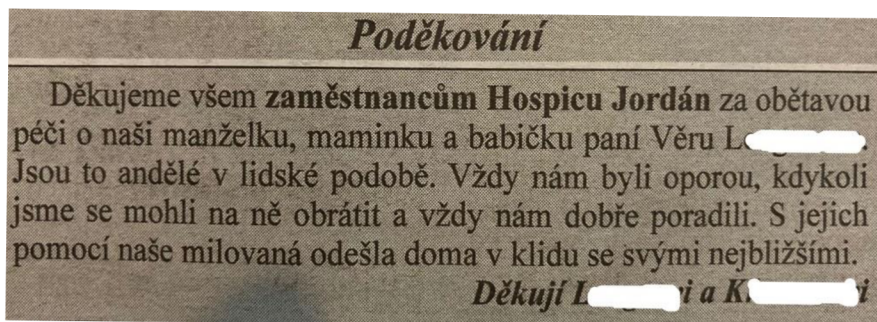 Poděkování
Děkujeme všem zaměstnancům Hospicu Jordán za obětavou
péči o naši manželku, maminku a babičku paní Věru
Jsou to andělé v lidské podobě. Vždy nám byli oporou, kdykoli
jsme se mohli na ně obrátit a vždy nám dobře poradili. S jejich
pomocí naše milovaná odešla doma v klidu se svými nejbližšími.
Děkují a